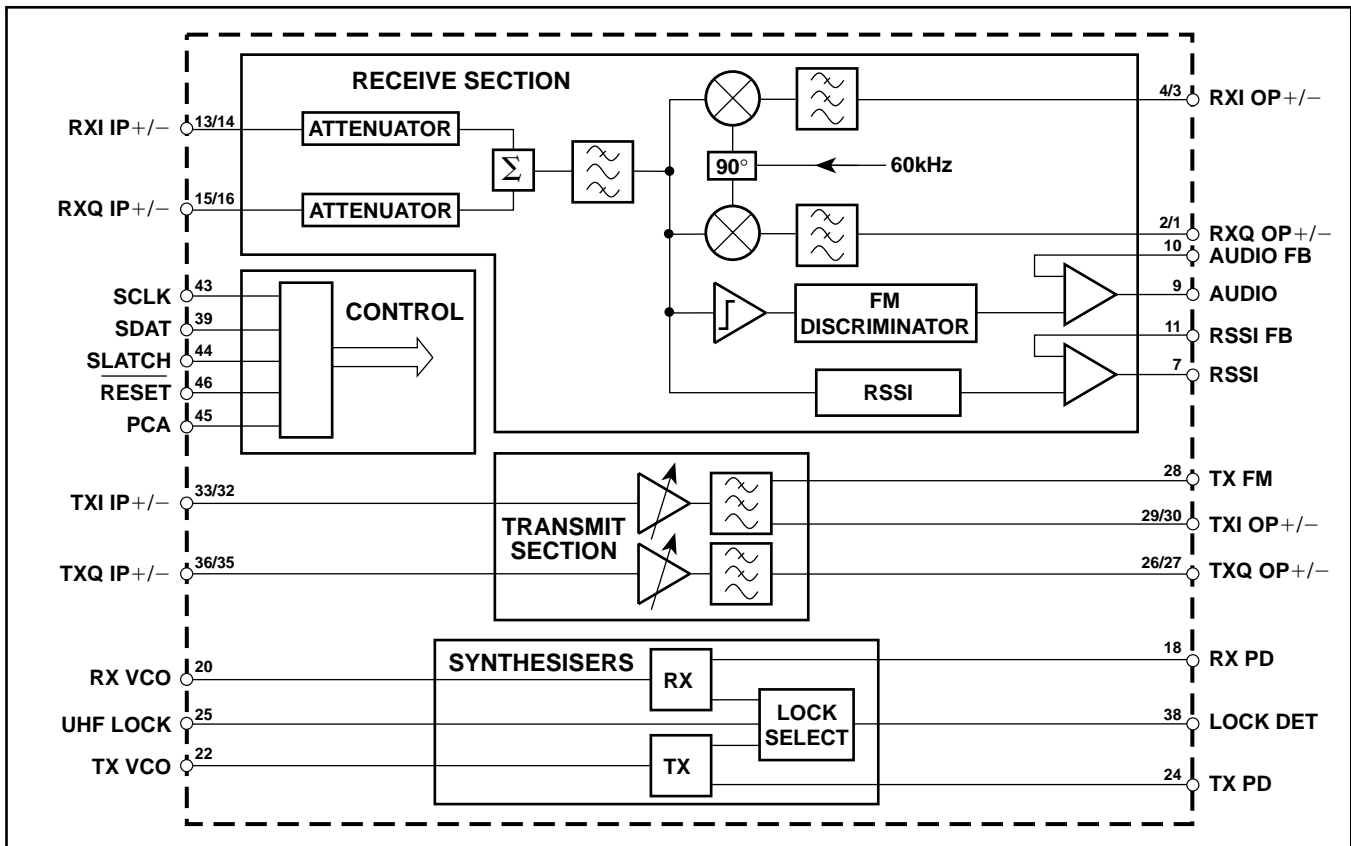 RECEIVE SECTION
RXI IP+/−
13/14
ATTENUATOR
Σ
RXQ IP+/−
15/16
ATTENUATOR
90°
60kHz
4/3
RXI OP+/−
2/1
RXQ OP+/−
10
AUDIO FB
FM
DISCRIMINATOR
9
AUDIO
11
RSSI FB
RSSI
7
RSSI
SCLK
43
SDAT
39
SLATCH
44
RESET
46
PCA
45
CONTROL
TXI IP+/−
33/32
TXQ IP+/−
36/35
TRANSMIT
SECTION
28
TX FM
29/30
TXI OP+/−
26/27
TXQ OP+/−
SYNTHESISERS
RX VCO
20
RX
UHF LOCK
25
LOCK
SELECT
TX VCO
22
TX
18
RX PD
38
LOCK DET
24
TX PD